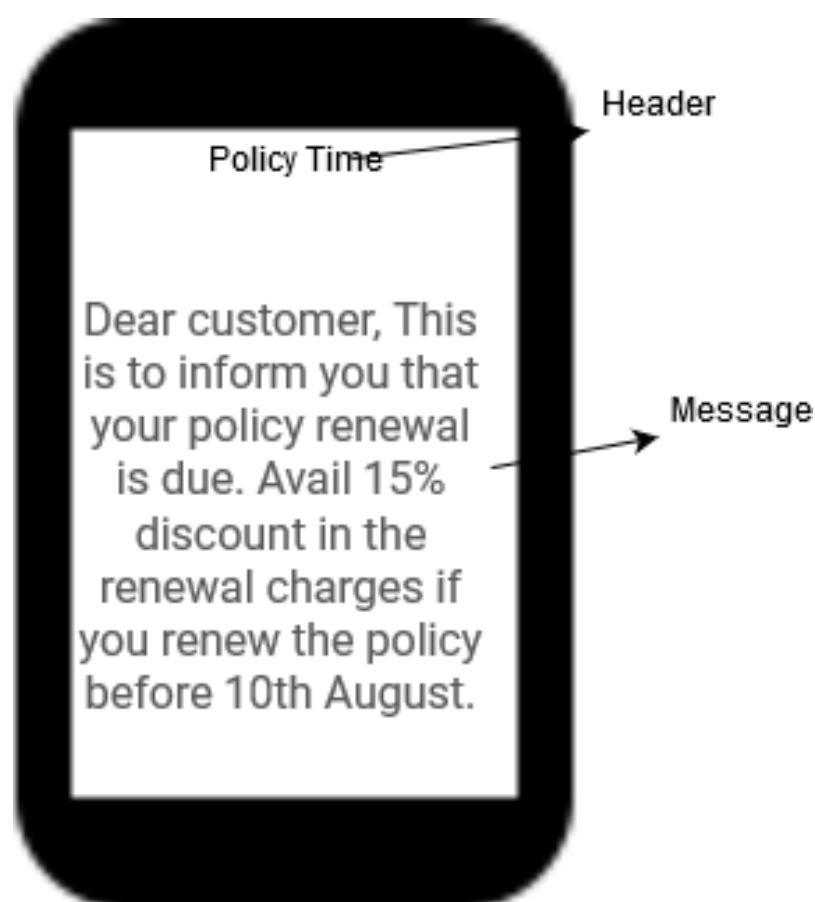 Header
Policy Time
Dear customer, This
is to inform you that
your policy renewal
is due. Avail 15%
discount in the
renewal charges if
you renew the policy
before 10th August.
Message